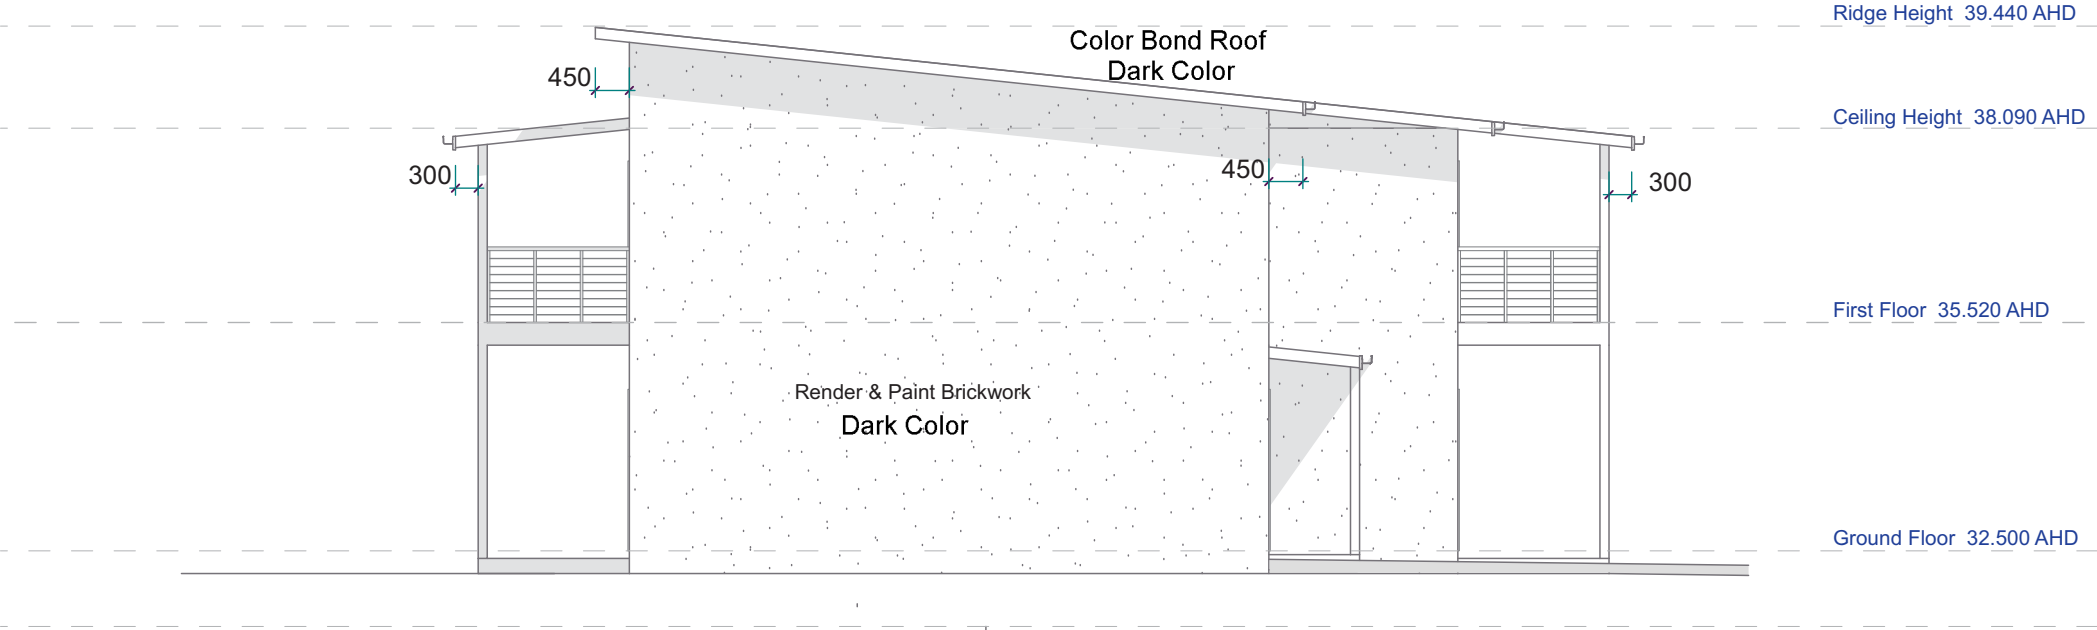 Ridge Height 39.440 AHD
Color Bond Roof
Dark Color
450
Ceiling Height 38.090 AHD
300
450
300
First Floor 35.520 AHD
Render & Paint Brickwork
Dark Color
Ground Floor 32.500 AHD